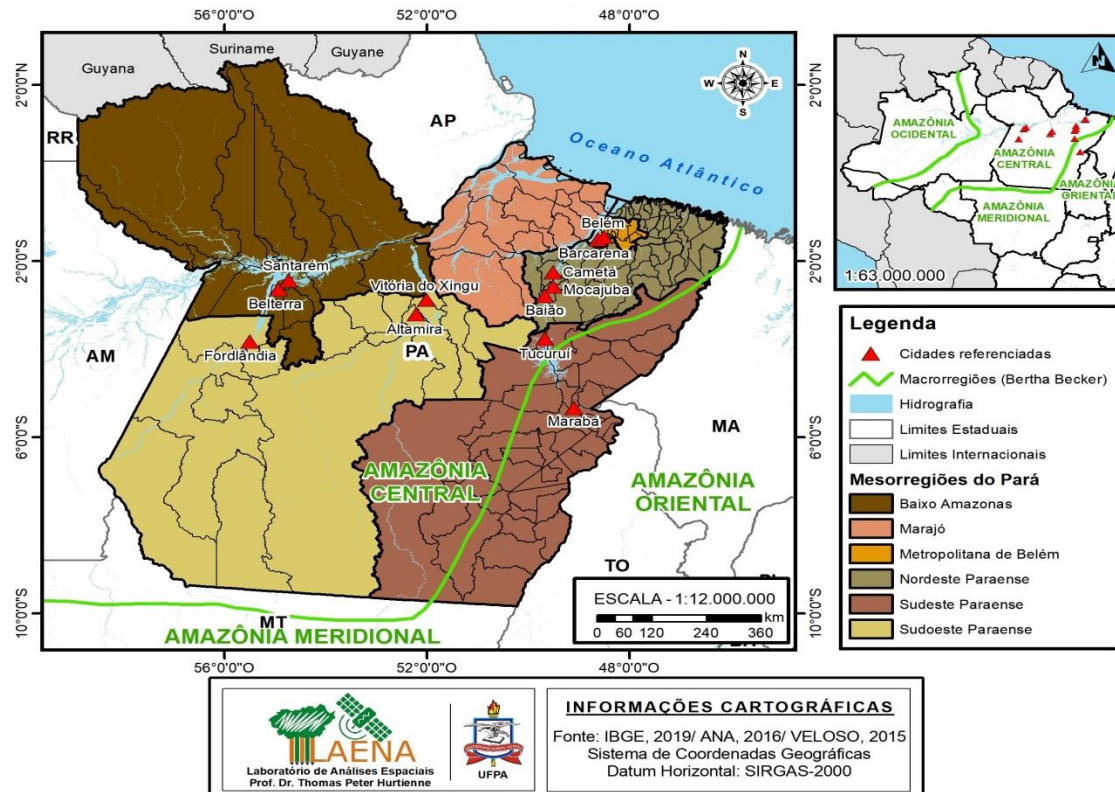 56°0'0"O
52°0'0"O
48°0'0"O
Suriname
Guyane
Guyana
2°0'0"N
2°0'0"S
6°0'0"S
10°0'0"S
N
W
E
S
RR
AP
Oceano Atlântico
Belém
Barcarena
Santarém
Cametá
Vitória do Xingu
Mocajuba
Belterra
Baião
Altamira
AM
Fordlândia
PA
Tucuruí
Marabá
MA
AMAZÔNIA
CENTRAL
AMAZÔNIA
ORIENTAL
TO
MT
AMAZÔNIA MERIDIONAL
ESCALA - 1:12.000.000
km
0 60 120 240 360
2°0'0"N
2°0'0"S
6°0'0"S
10°0'0"S
56°0'0"O
52°0'0"O
48°0'0"O
N
AMAZÔNIA
OCIDENTAL
AMAZÔNIA
CENTRAL
AMAZÔNIA
ORIENTAL
AMAZÔNIA
MERIDIONAL
1:63.000.000
Legenda
Cidades referenciadas
Macrorregiões (Bertha Becker)
Hidrografia
Limites Estaduais
Limites Internacionais
Mesorregiões do Pará
Baixo Amazonas
Marajó
Metropolitana de Belém
Nordeste Paraense
Sudeste Paraense
Sudoeste Paraense
LAENA
Laboratório de Análises Espaciais
Prof. Dr. Thomas Peter Hurtienne
UFPA
INFORMAÇÕES CARTOGRÁFICAS
Fonte: IBGE, 2019/ ANA, 2016/ VELOSO, 2015
Sistema de Coordenadas Geográficas
Datum Horizontal: SIRGAS-2000